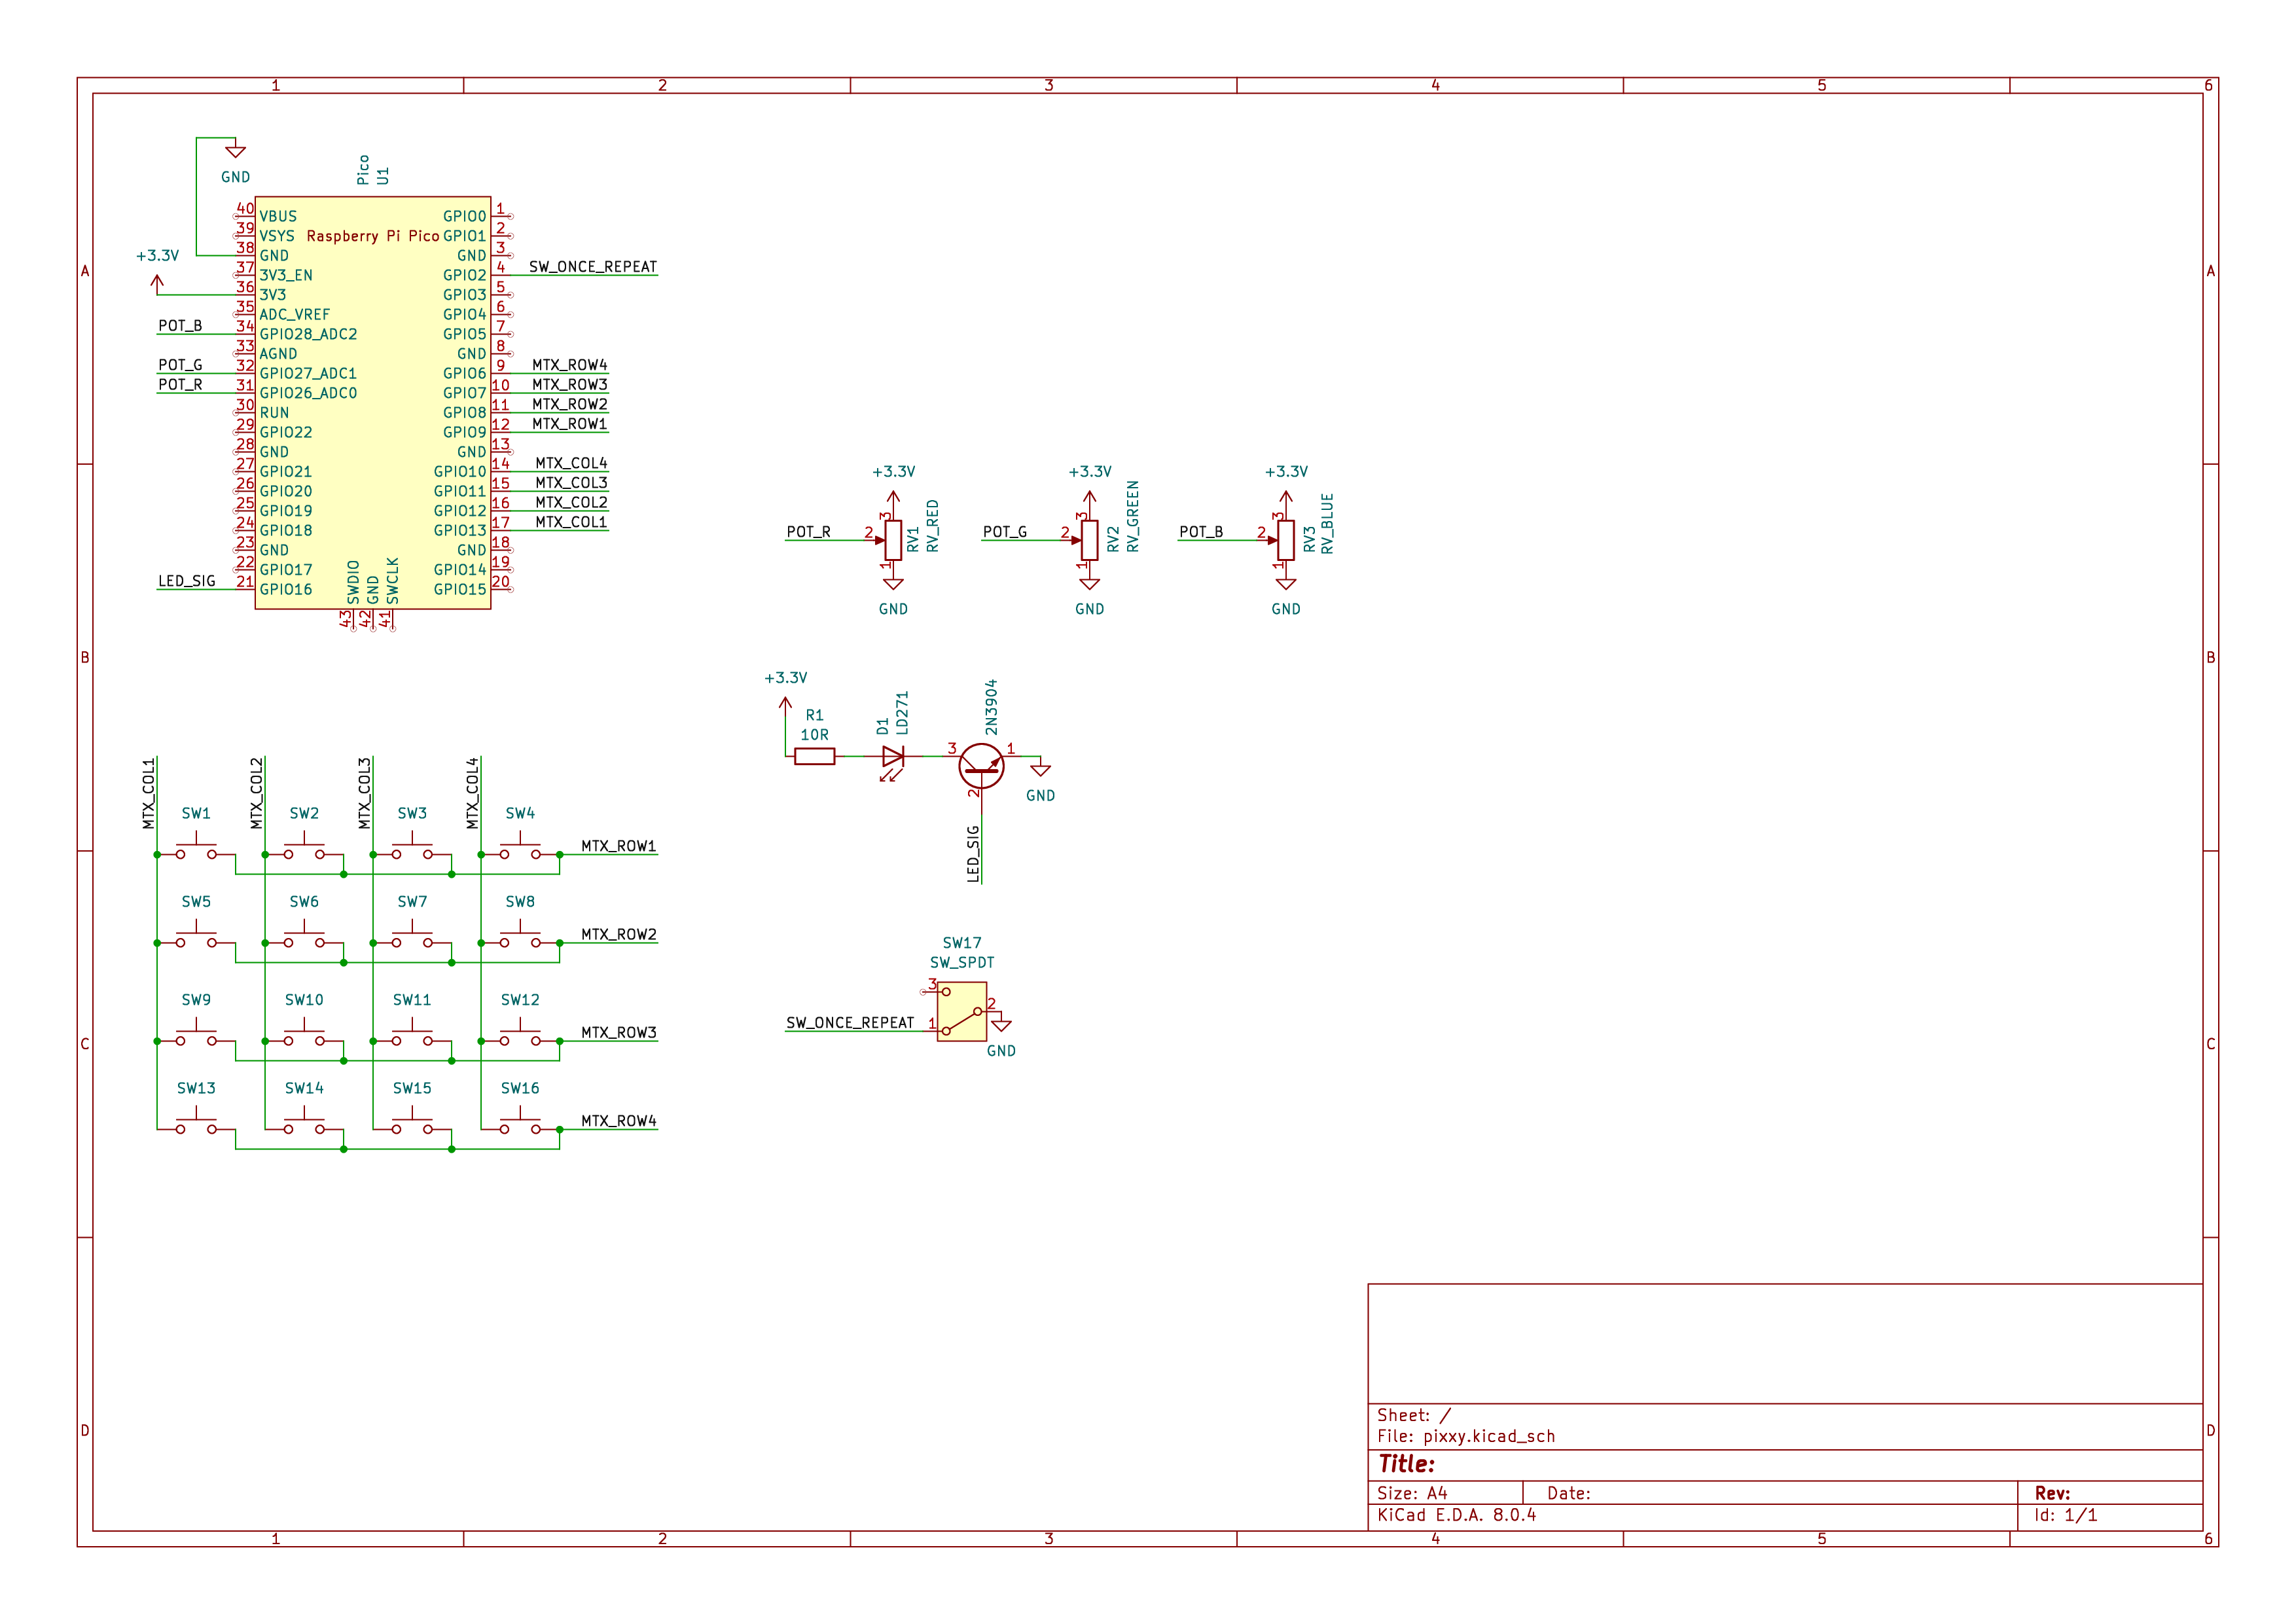 1 2 3 4 5 6
A A
B B
C C
D D
1 2 3 4 5 6
GND
Pico
U1
Raspberry Pi Pico
+3.3V
40 VBUS
39 VSYS
38 GND
37 3V3_EN
36 3V3
35 ADC_VREF
POT_B 34 GPIO28_ADC2
33 AGND
POT_G 32 GPIO27_ADC1
POT_R 31 GPIO26_ADC0
30 RUN
29 GPIO22
28 GND
27 GPIO21
26 GPIO20
25 GPIO19
24 GPIO18
23 GND
22 GPIO17
LED_SIG 21 GPIO16
GPIO0 1
GPIO1 2
GND 3
GPIO2 4 SW_ONCE_REPEAT
GPIO3 5
GPIO4 6
GPIO5 7
GND 8
GPIO6 9 MTX_ROW4
GPIO7 10 MTX_ROW3
GPIO8 11 MTX_ROW2
GPIO9 12 MTX_ROW1
GND 13
GPIO10 14 MTX_COL4
GPIO11 15 MTX_COL3
GPIO12 16 MTX_COL2
GPIO13 17 MTX_COL1
GND 18
GPIO14 19
GPIO15 20
SWDIO 43
GND 42
SWCLK 41
+3.3V
POT_R 2 3 1 RV1 RV_RED
GND
+3.3V
POT_G 2 3 1 RV2 RV_GREEN
GND
+3.3V
POT_B 2 3 1 RV3 RV_BLUE
GND
+3.3V
R1
10R
D1
LD271
2N3904
3 1
2
GND
LED_SIG
MTX_COL1 MTX_COL2 MTX_COL3 MTX_COL4
SW1 SW2 SW3 SW4
MTX_ROW1
SW5 SW6 SW7 SW8
MTX_ROW2
SW9 SW10 SW11 SW12
MTX_ROW3
SW13 SW14 SW15 SW16
MTX_ROW4
SW17
SW_SPDT
3
2
SW_ONCE_REPEAT 1
GND
Sheet: /
File: pixxy.kicad_sch
Title:
Size: A4 Date: Rev:
KiCad E.D.A. 8.0.4 Id: 1/1